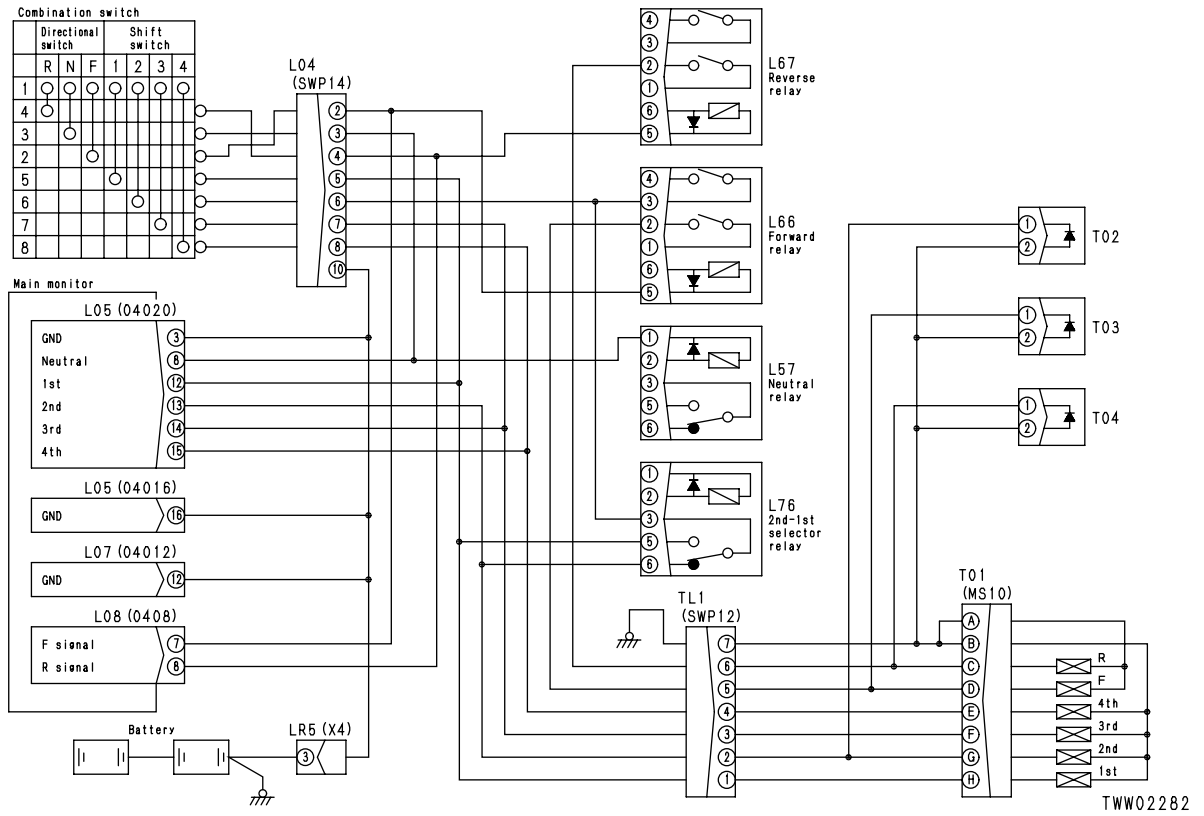 Combination switch
Directional switch
Shift switch
R N F 1 2 3 4
1
4
3
2
5
6
7
8
L04
(SWP14)
2
3
4
5
6
7
8
10
Main monitor
L05 (04020)
GND 3
Neutral 8
1st 12
2nd 13
3rd 14
4th 15
L05 (04016)
GND 16
L07 (04012)
GND 12
L08 (0408)
F signal 7
R signal 8
Battery
LR5 (X4)
3
4
3
2
1
6
5
L67
Reverse
relay
4
3
2
1
6
5
L66
Forward
relay
1
2
3
5
6
L57
Neutral
relay
1
2
3
5
6
L76
2nd-1st
selector
relay
TL1
(SWP12)
7
6
5
4
3
2
1
1
2
T02
1
2
T03
1
2
T04
T01
(MS10)
A
B
C
D
E
F
G
H
R
F
4th
3rd
2nd
1st
TWW02282